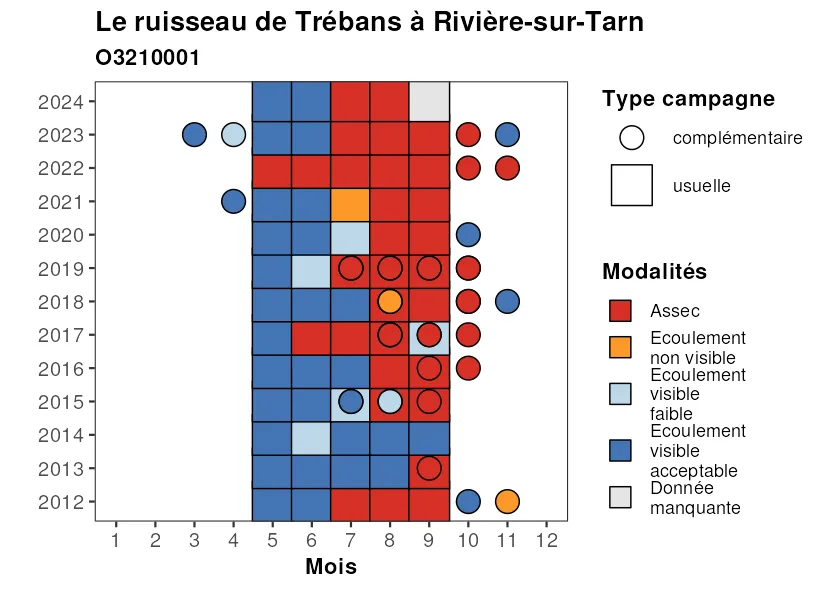 Le ruisseau de Trébans à Rivière-sur-Tarn
O3210001
2024
2023
2022
2021
2020
2019
2018
2017
2016
2015
2014
2013
2012
1 2 3 4 5 6 7 8 9 10 11 12
Mois
Type campagne
complémentaire
usuelle
Modalités
Assec
Ecoulement
non visible
Ecoulement
visible
faible
Ecoulement
visible
acceptable
Donnée
manquante